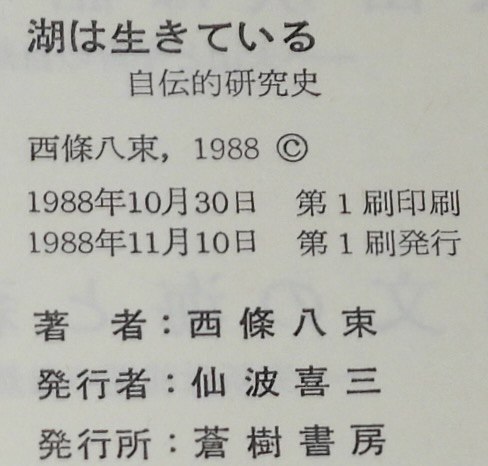 湖は生きている
自伝的研究史
西條八束，1988 ©
1988年10月30日 第1刷印刷
1988年11月10日 第1刷発行
著者：西條八束
発行者：仙波喜三
発行所：蒼樹書房